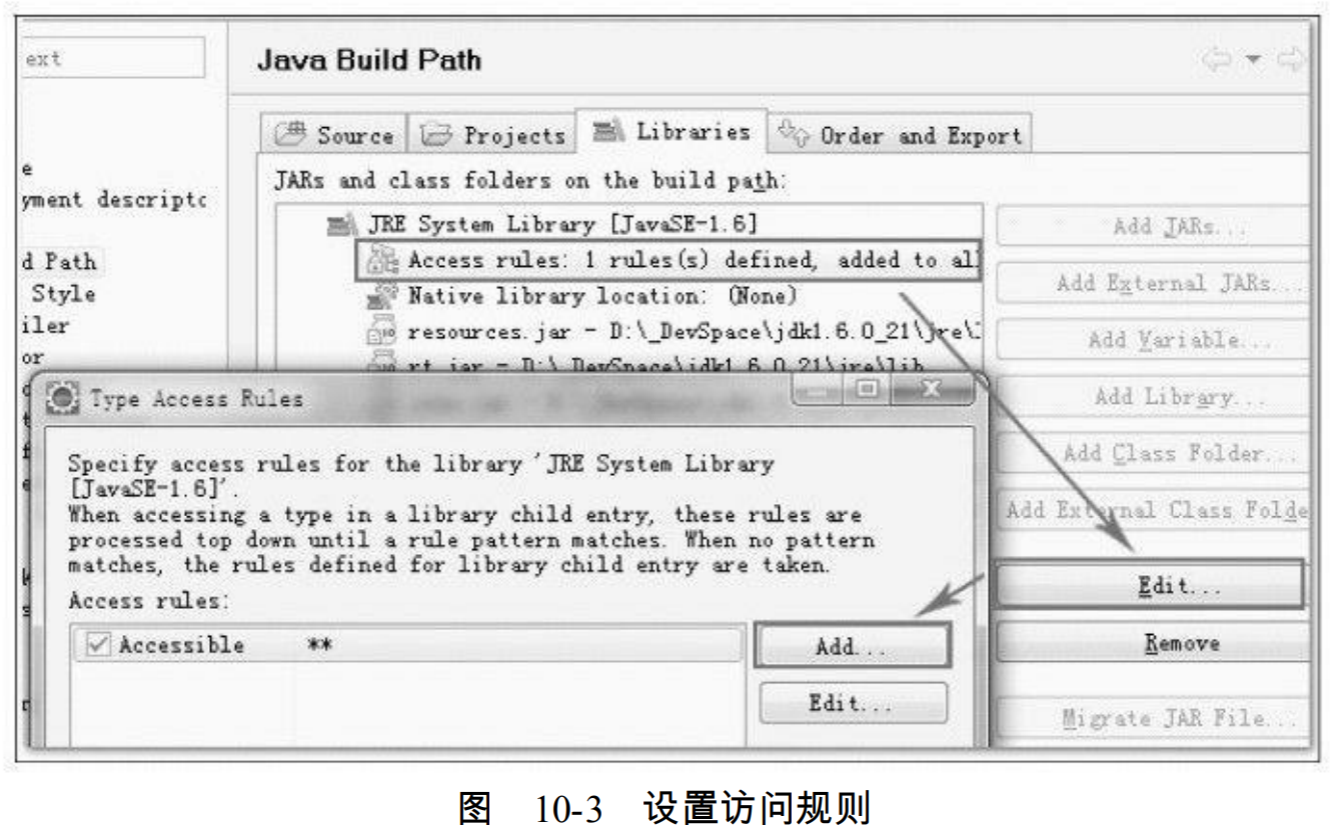 ext
Java Build Path
Source
Projects
Libraries
Order and Export
e
JARs and class folders on the build path:
yment descriptc
JRE System Library [JavaSE-1.6]
Add JARs...
d Path
Access rules: 1 rules(s) defined, added to all
Style
Native library location: (None)
Add External JARs...
iler
resources.jar - D:\_DevSpace\jdk1.6.0_21\jre\l
Add Variable...
or
rt.jar - D:\_DevSpace\jdk1.6.0_21\jre\lib
Type Access Rules
Add Library...
Specify access rules for the library 'JRE System Library
[JavaSE-1.6]'.
When accessing a type in a library child entry, these rules are
processed top down until a rule pattern matches. When no pattern
matches, the rules defined for library child entry are taken.
Add Class Folder...
Add External Class Folde
Access rules:
Edit...
Accessible **
Add...
Remove
Edit...
Migrate JAR File...
图 10-3 设置访问规则